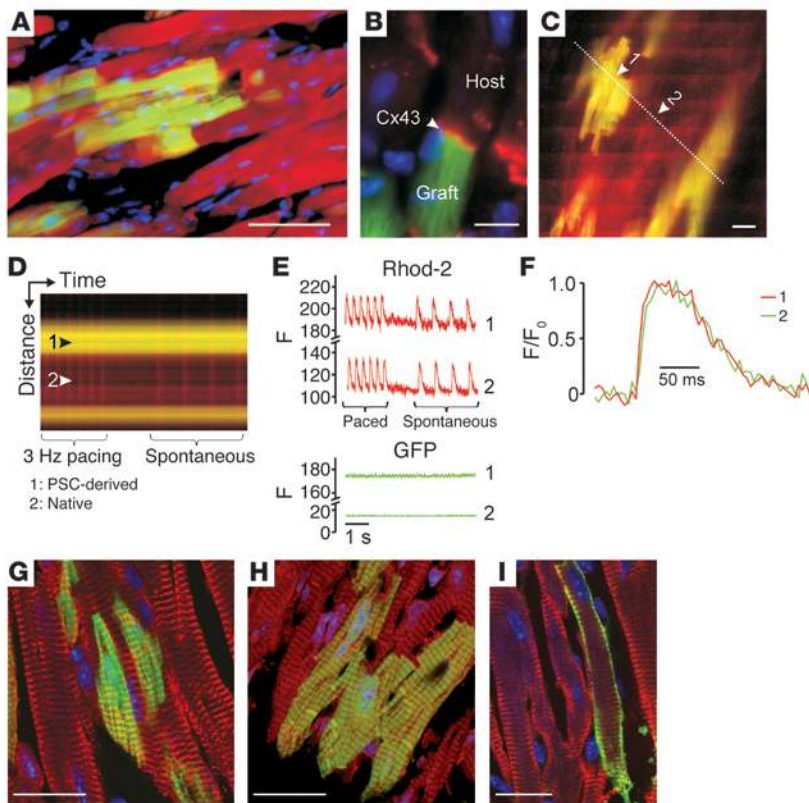 A
B
Host
Cx43
Graft
C
1
2
D
Time
Distance
1
2
3 Hz pacing
Spontaneous
1: PSC-derived
2: Native
E
Rhod-2
220
200
180
F
140
120
100
1
2
Paced
Spontaneous
GFP
180
160
F
20
0
1
2
1 s
F
1.0
0.5
0
F/F₀
1
2
50 ms
G
H
I